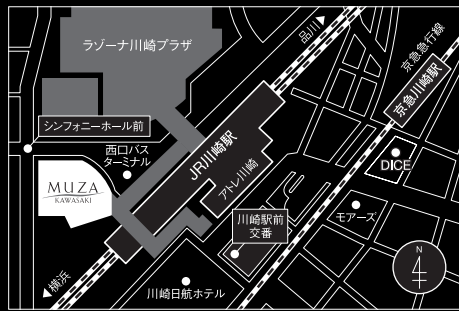 品川
京急急行線
ラゾーナ川崎プラザ
京急川崎駅
シンフォニーホール前
西口バス
ターミナル
JR川崎駅
DICE
アトレ川崎
MUZA
KAWASAKI
川崎駅前
交番
モアーズ
横浜
川崎日航ホテル
N